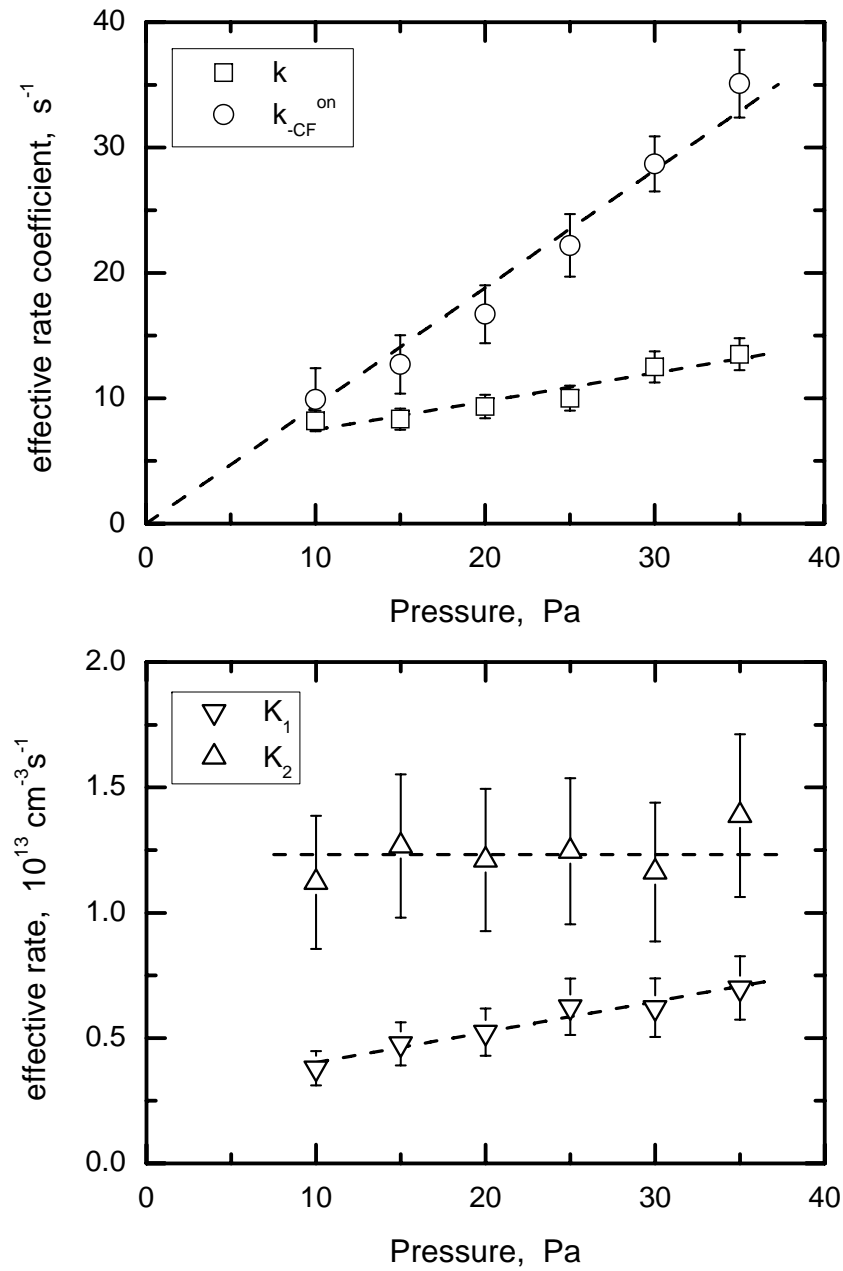 40
30
20
10
0
effective rate coefficient, s⁻¹
k
k₋CF^on
0 10 20 30 40
Pressure, Pa
2.0
1.5
1.0
0.5
0.0
effective rate, 10¹³ cm⁻³s⁻¹
K₁
K₂
0 10 20 30 40
Pressure, Pa